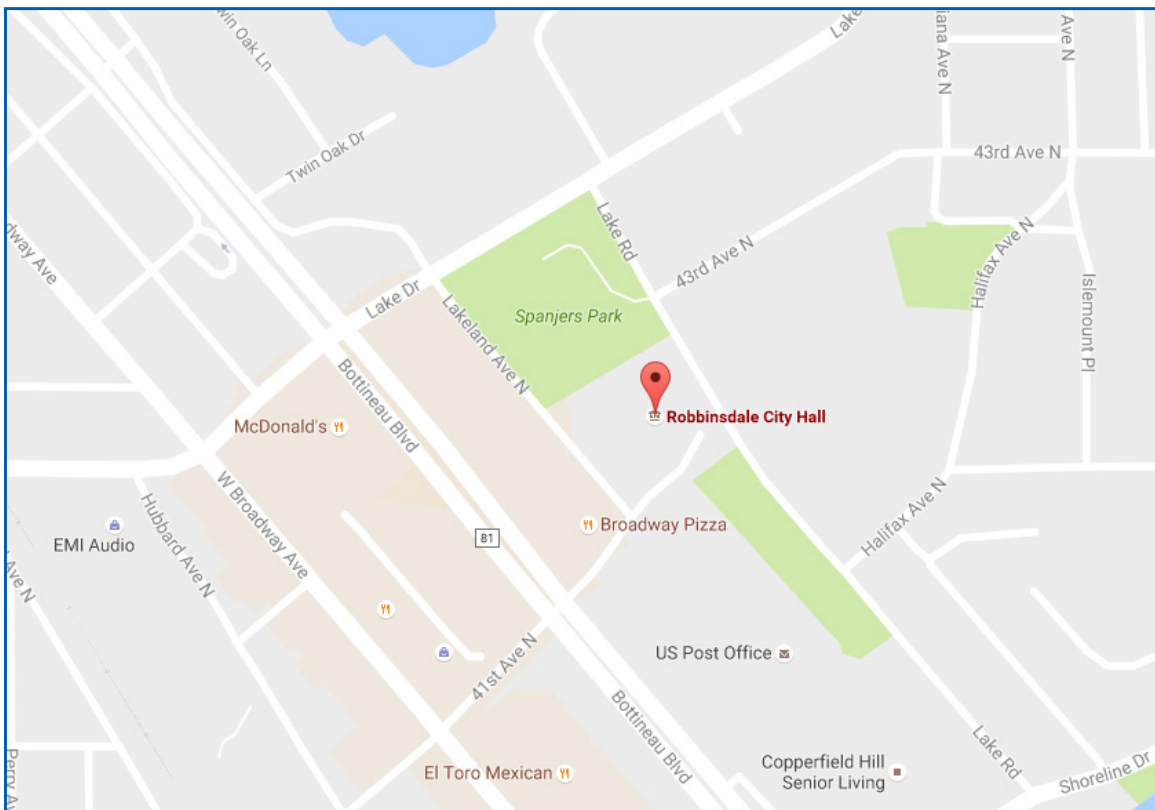 Twin Oak Ln
Lake
Ave N
Twin Oak Dr
43rd Ave N
Lake Rd
43rd Ave N
Halifax Ave N
Islemount Pl
Lake Dr
Lakeland Ave N
Spanjers Park
Bottineau Blvd
Robbinsdale City Hall
McDonald's
W Broadway Ave
Hubbard Ave N
EMI Audio
81
Broadway Pizza
Halifax Ave N
Ave N
41st Ave N
US Post Office
Bottineau Blvd
Lake Rd
El Toro Mexican
Copperfield Hill
Senior Living
Shoreline Dr